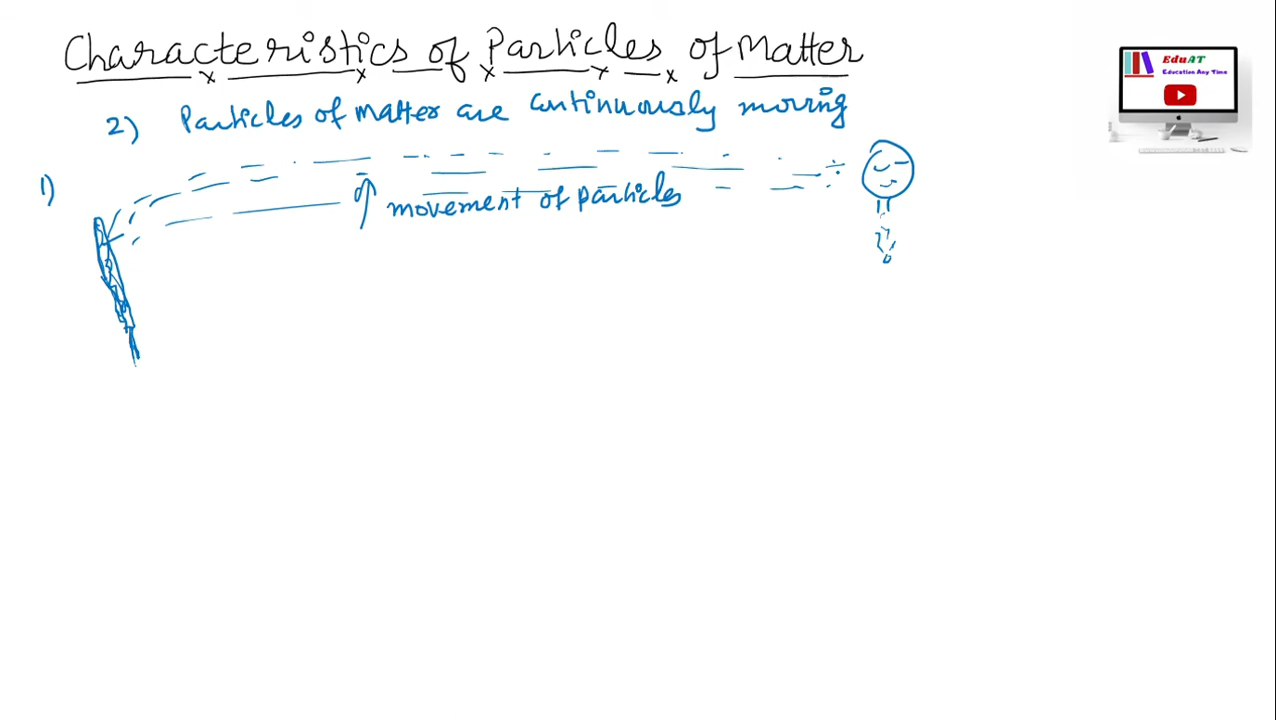 Characteristics of Particles of Matter
EduAT
Education Any Time
2) Particles of matter are continuously moving
1)
movement of particles